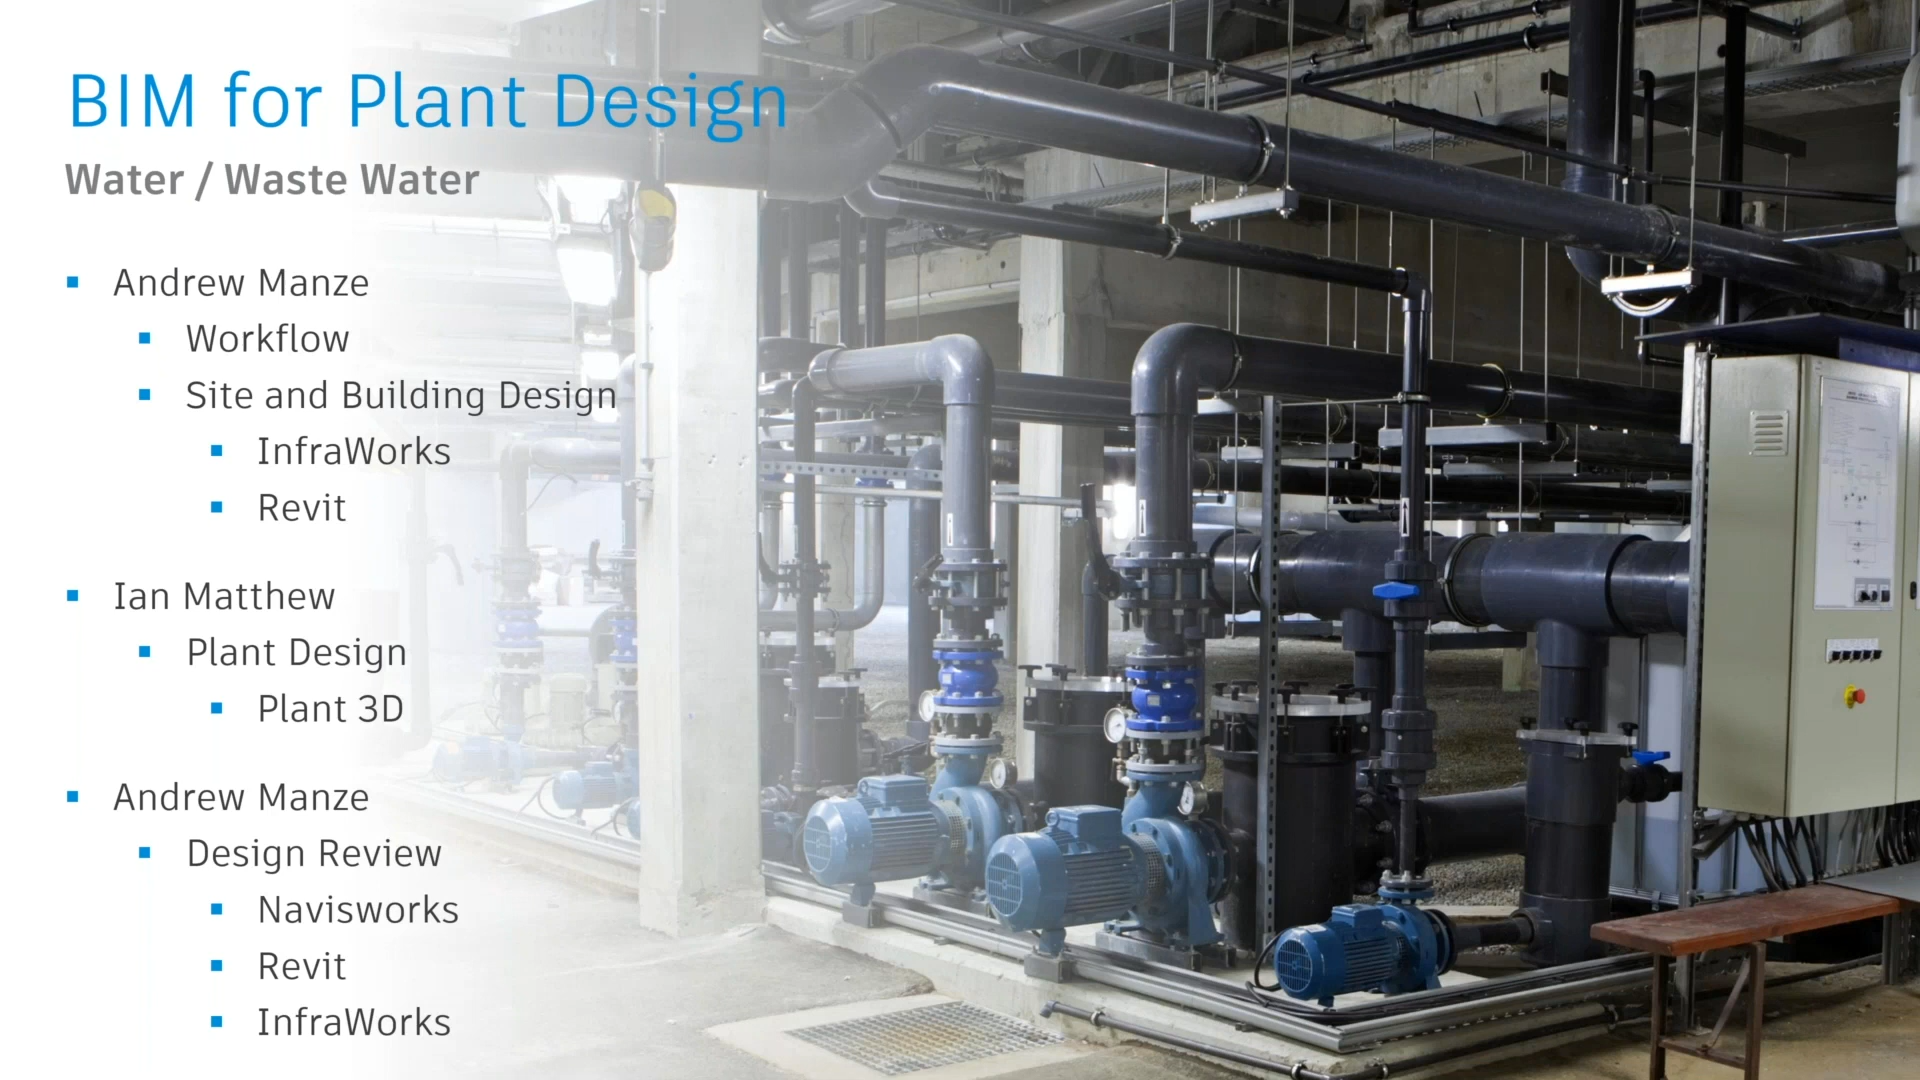 BIM for Plant Design
Water / Waste Water
Andrew Manze
Workflow
Site and Building Design
InfraWorks
Revit
Ian Matthew
Plant Design
Plant 3D
Andrew Manze
Design Review
Navisworks
Revit
InfraWorks